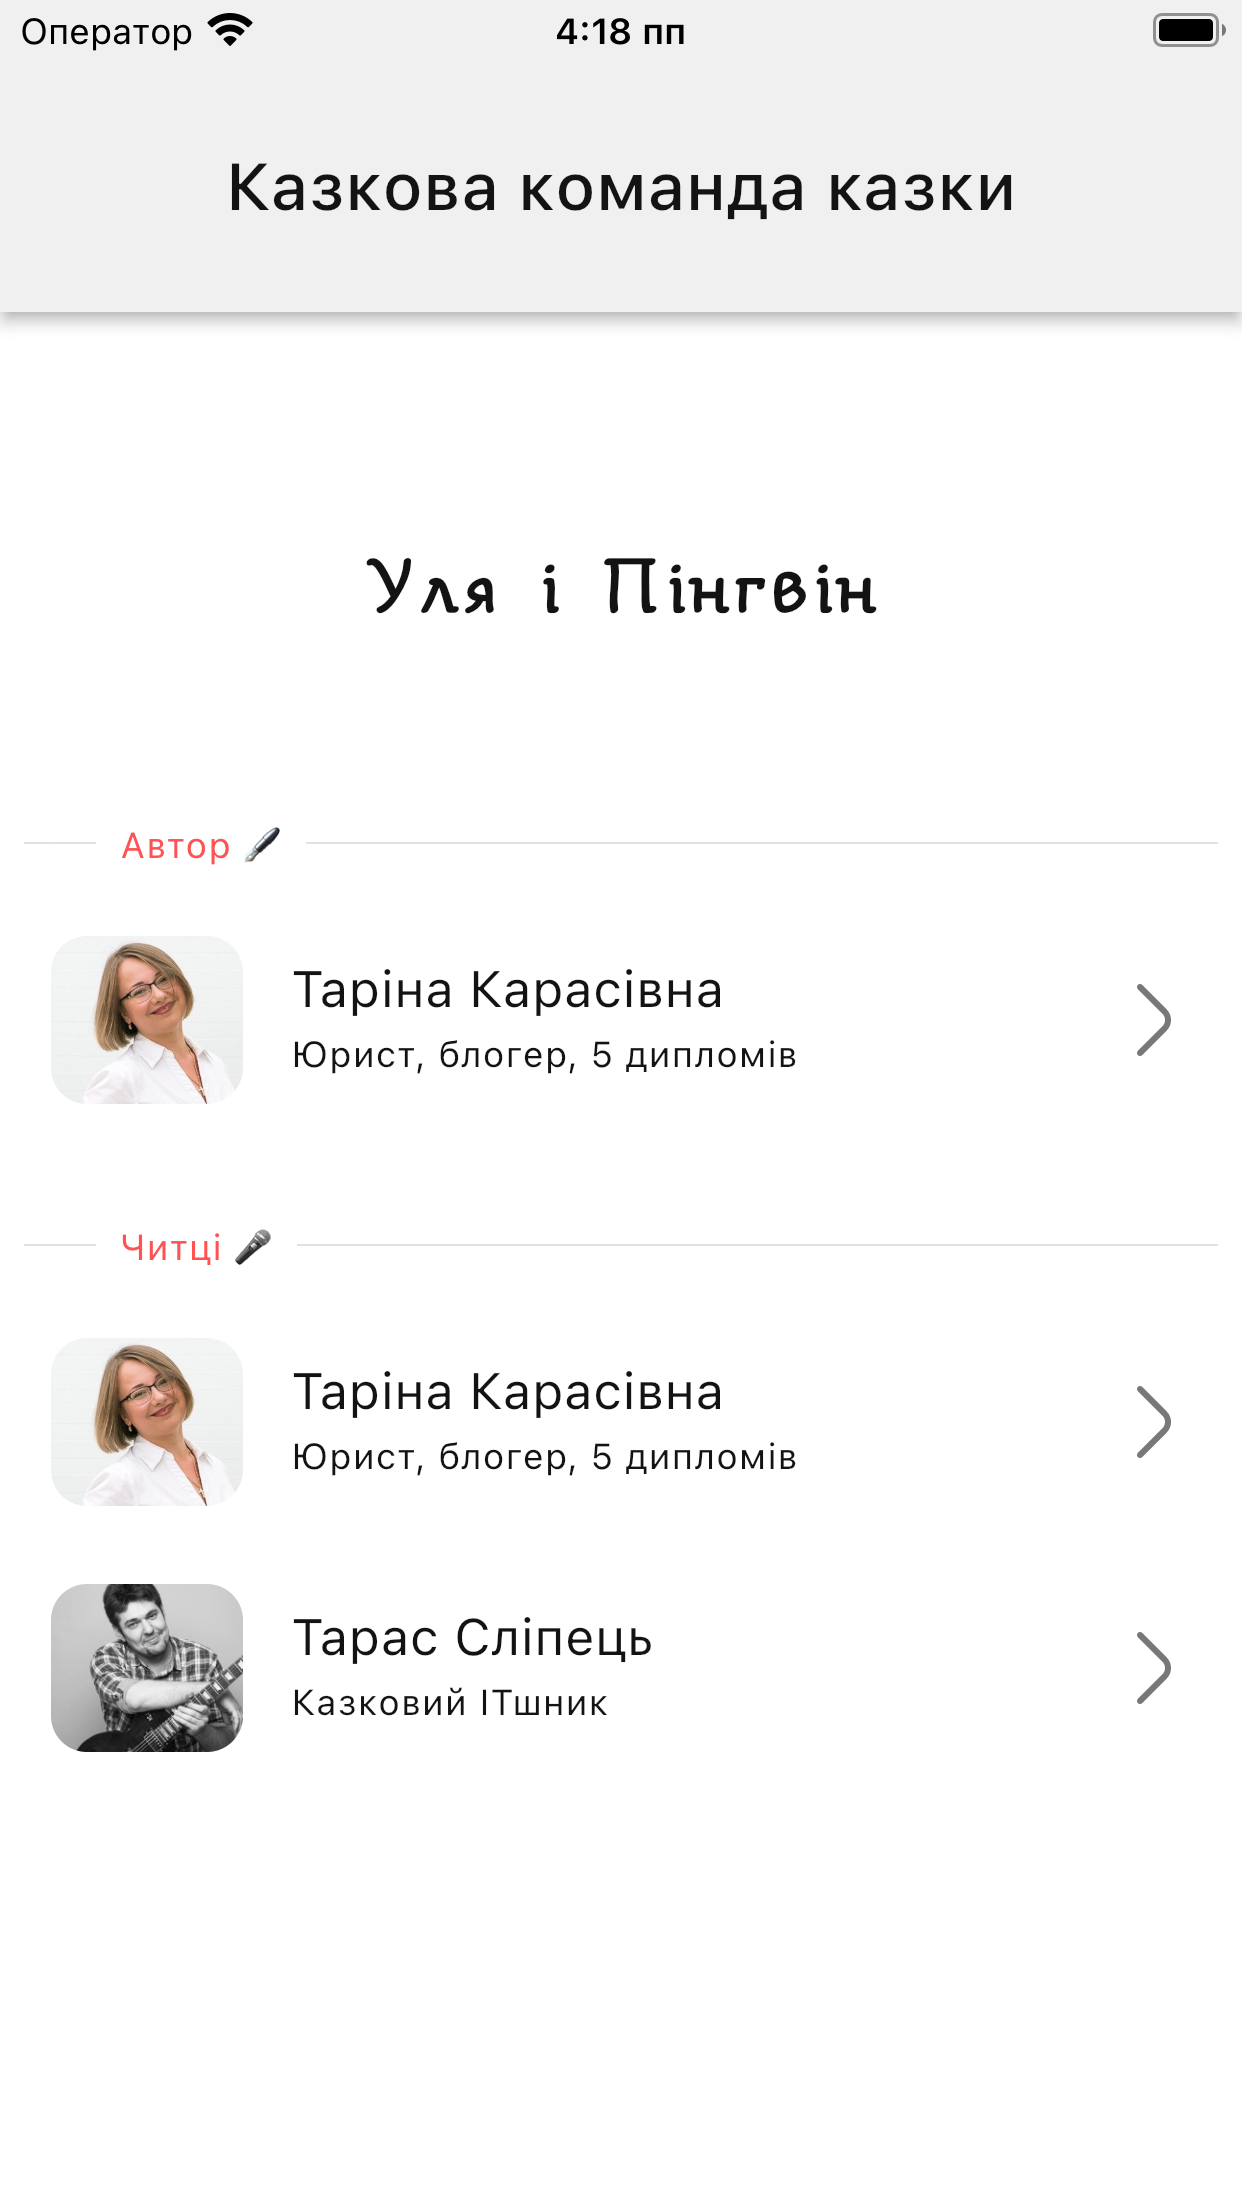 Оператор 4:18 пп
Казкова команда казки
Уля і Пінгвін
Автор 🖋
Таріна Карасівна
Юрист, блогер, 5 дипломів
Читці 🎤
Таріна Карасівна
Юрист, блогер, 5 дипломів
Тарас Сліпець
Казковий ІТшник